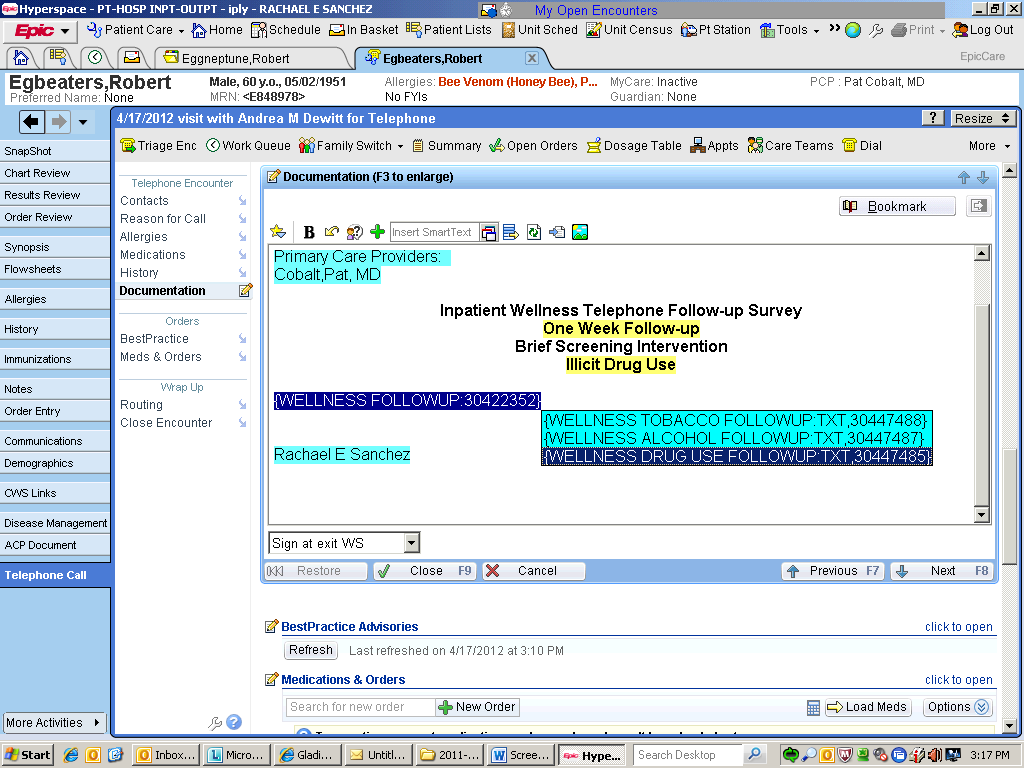 Hyperspace - PT-HOSP INPT-OUTPT - iply - RACHAEL E SANCHEZ
My Open Encounters
Epic Patient Care Home Schedule In Basket Patient Lists Unit Sched Unit Census Pt Station Tools Print Log Out
Eggneptune,Robert Egbeaters,Robert EpicCare
Egbeaters,Robert Male, 60 y.o., 05/02/1951 Allergies: Bee Venom (Honey Bee), P... MyCare: Inactive PCP : Pat Cobalt, MD
Preferred Name: None MRN: <E848978> No FYIs Guardian: None
4/17/2012 visit with Andrea M Dewitt for Telephone ? Resize
Triage Enc Work Queue Family Switch Summary Open Orders Dosage Table Appts Care Teams Dial More
SnapShot
Chart Review
Results Review
Order Review
Synopsis
Flowsheets
Allergies
History
Immunizations
Notes
Order Entry
Communications
Demographics
CWS Links
Disease Management
ACP Document
Telephone Call
More Activities
Telephone Encounter
Contacts
Reason for Call
Allergies
Medications
History
Documentation
Orders
BestPractice
Meds & Orders
Wrap Up
Routing
Close Encounter
Documentation (F3 to enlarge)
Bookmark
B Insert SmartText
Primary Care Providers:
Cobalt,Pat, MD
Inpatient Wellness Telephone Follow-up Survey
One Week Follow-up
Brief Screening Intervention
Illicit Drug Use
{WELLNESS FOLLOWUP:30422352}
{WELLNESS TOBACCO FOLLOWUP:TXT,30447488}
{WELLNESS ALCOHOL FOLLOWUP:TXT,30447487}
{WELLNESS DRUG USE FOLLOWUP:TXT,30447485}
Rachael E Sanchez
Sign at exit WS
Restore Close F9 Cancel Previous F7 Next F8
BestPractice Advisories click to open
Refresh Last refreshed on 4/17/2012 at 3:10 PM
Medications & Orders click to open
Search for new order New Order Load Meds Options
Start Inbox... Micro... Gladi... Untitl... 2011-... Scree... Hype... Search Desktop 3:17 PM